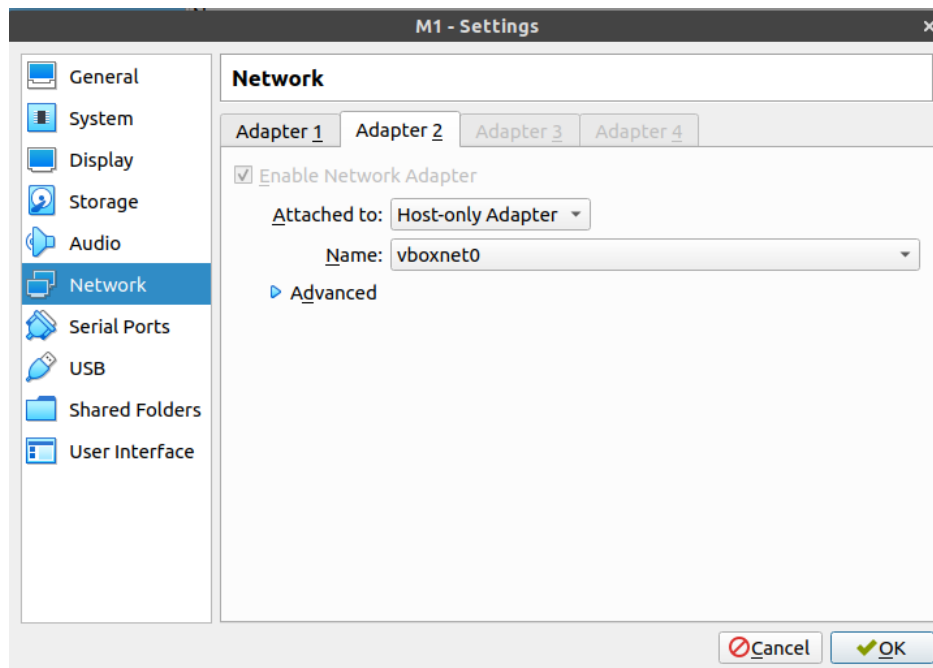 M1 - Settings
General
System
Display
Storage
Audio
Network
Serial Ports
USB
Shared Folders
User Interface
Network
Adapter 1 Adapter 2 Adapter 3 Adapter 4
Enable Network Adapter
Attached to: Host-only Adapter
Name: vboxnet0
Advanced
Cancel OK